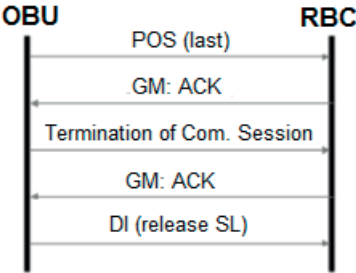 OBU RBC
POS (last)
GM: ACK
Termination of Com. Session
GM: ACK
DI (release SL)